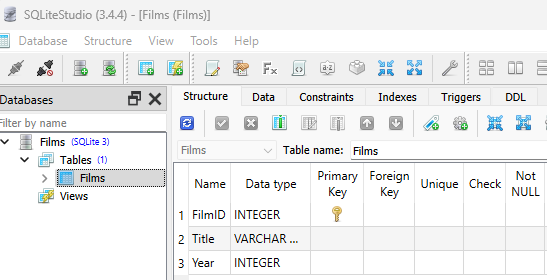 SQLiteStudio (3.4.4) - [Films (Films)]
Database Structure View Tools Help
Databases
Filter by name
Films (SQLite 3)
Tables (1)
Films
Views
Structure Data Constraints Indexes Triggers DDL
Films Table name: Films
Name Data type Primary Key Foreign Key Unique Check Not NULL
1 FilmID INTEGER
2 Title VARCHAR ...
3 Year INTEGER